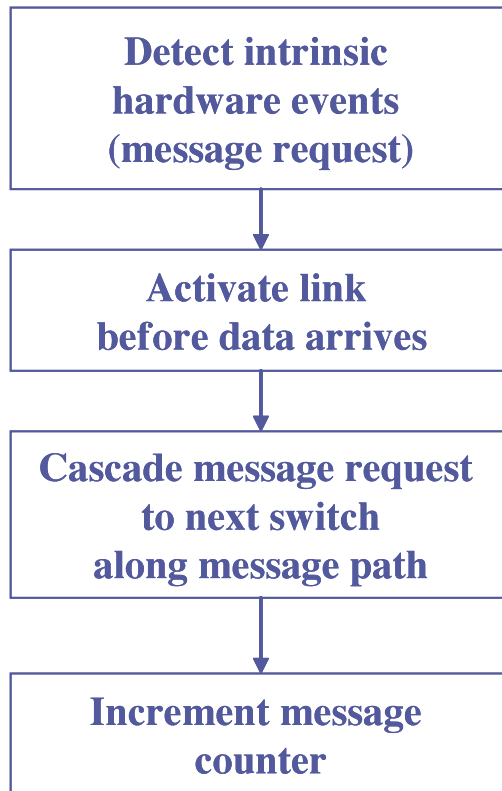 Detect intrinsic
hardware events
(message request)
Activate link
before data arrives
Cascade message request
to next switch
along message path
Increment message
counter